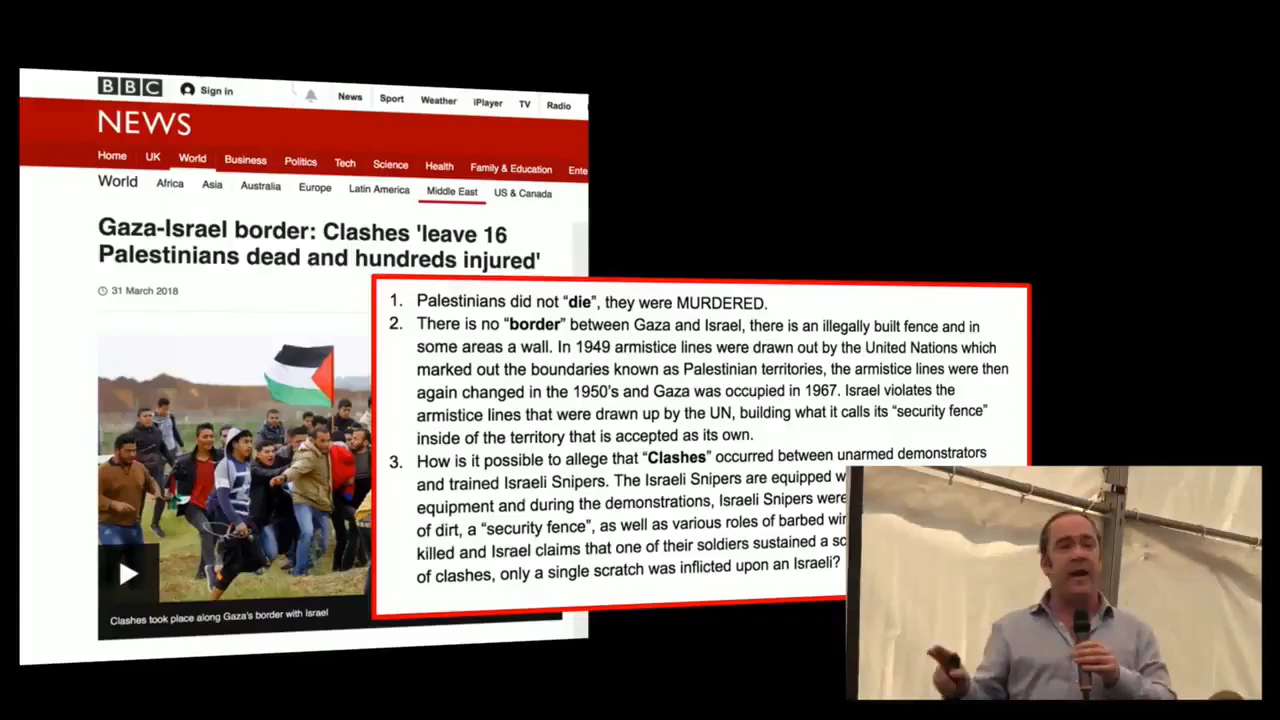 BBC Sign in News Sport Weather iPlayer TV Radio
NEWS
Home UK World Business Politics Tech Science Health Family & Education
World Africa Asia Australia Europe Latin America Middle East US & Canada
Gaza-Israel border: Clashes 'leave 16
Palestinians dead and hundreds injured'
31 March 2018
Clashes took place along Gaza's border with Israel
1. Palestinians did not “die”, they were MURDERED.
2. There is no “border” between Gaza and Israel, there is an illegally built fence and in
some areas a wall. In 1949 armistice lines were drawn out by the United Nations which
marked out the boundaries known as Palestinian territories, the armistice lines were then
again changed in the 1950's and Gaza was occupied in 1967. Israel violates the
armistice lines that were drawn up by the UN, building what it calls its “security fence”
inside of the territory that is accepted as its own.
3. How is it possible to allege that “Clashes” occurred between unarmed demonstrators
and trained Israeli Snipers. The Israeli Snipers are equipped
equipment and during the demonstrations, Israeli Snipers were
of dirt, a “security fence”, as well as various roles of barbed
killed and Israel claims that one of their soldiers sustained a
of clashes, only a single scratch was inflicted upon an Israeli?